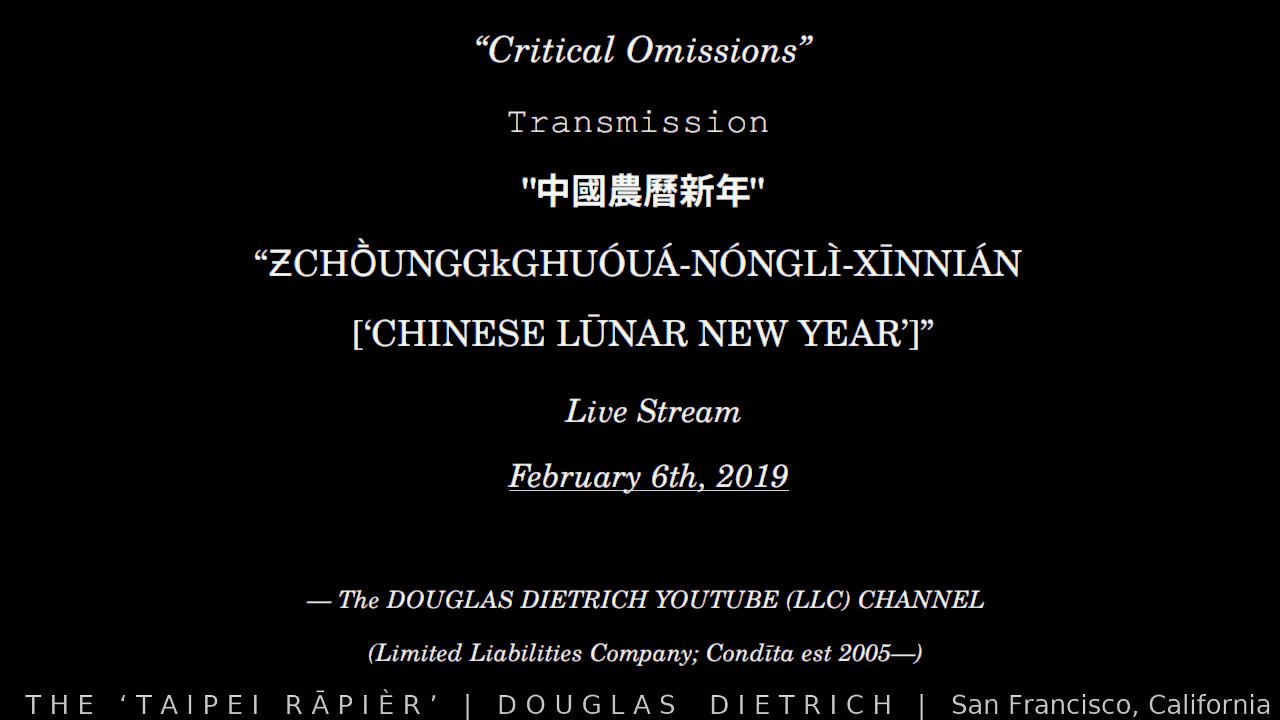 “Critical Omissions”
Transmission
"中國農曆新年"
“ƵCHỒUNGGkGHUÓUÁ-NÓNGLÌ-XĪNNIÁN
[‘CHINESE LŪNAR NEW YEAR’]”
Live Stream
February 6th, 2019
— The DOUGLAS DIETRICH YOUTUBE (LLC) CHANNEL
(Limited Liabilities Company; Condīta est 2005—)
THE ‘TAIPEI RĀPIÈR’ | DOUGLAS DIETRICH | San Francisco, California